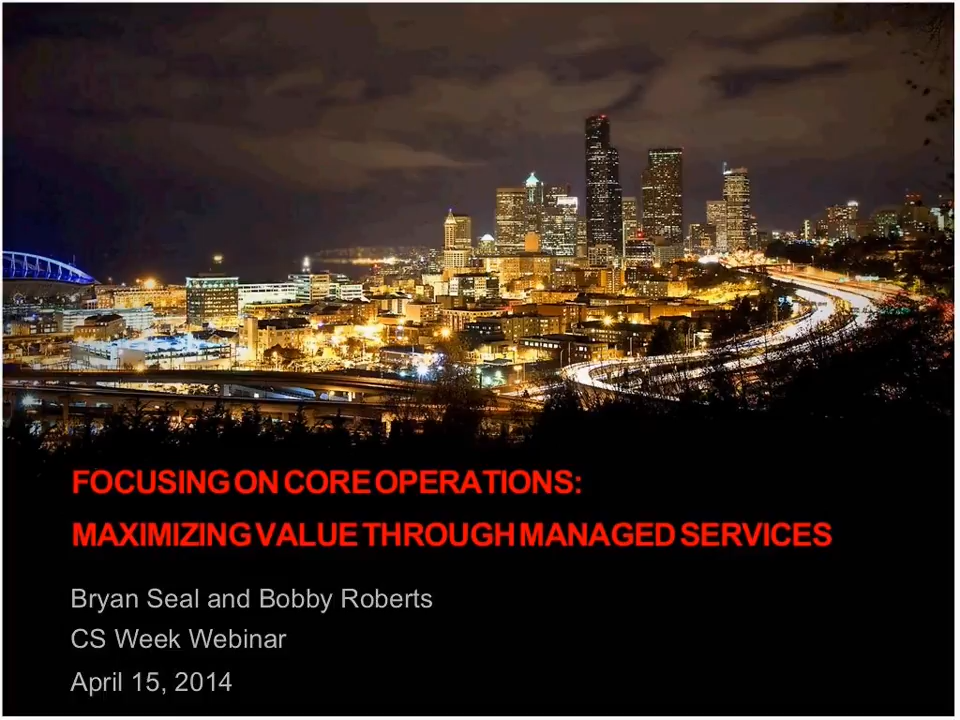 FOCUSING ON CORE OPERATIONS:
MAXIMIZING VALUE THROUGH MANAGED SERVICES
Bryan Seal and Bobby Roberts
CS Week Webinar
April 15, 2014